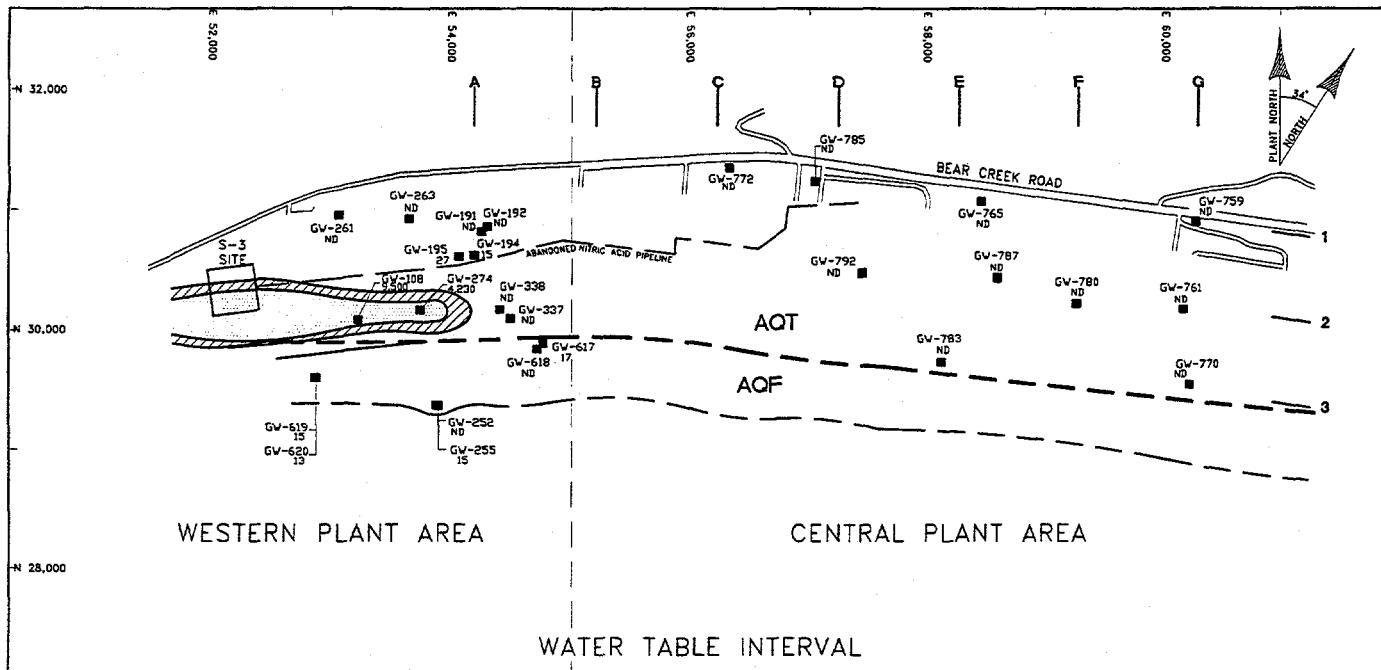 E 52,000
E 54,000
E 56,000
E 58,000
E 60,000
N 32,000
A
B
C
D
E
F
G
PLANT NORTH
34°
NORTH
GW-785
ND
BEAR CREEK ROAD
GW-772
ND
GW-765
ND
GW-759
ND
1
GW-263
ND
GW-261
ND
GW-191
ND
GW-192
ND
GW-195
27
GW-194
15
ABANDONED NITRIC ACID PIPELINE
S-3
SITE
GW-108
GW-274
4,230
GW-338
ND
GW-337
ND
GW-792
ND
GW-787
ND
GW-780
ND
GW-761
ND
N 30,000
AQT
2
GW-617
17
GW-618
ND
GW-783
ND
GW-770
ND
AQF
3
GW-619
15
GW-620
13
GW-252
ND
GW-255
15
WESTERN PLANT AREA
CENTRAL PLANT AREA
N 28,000
WATER TABLE INTERVAL